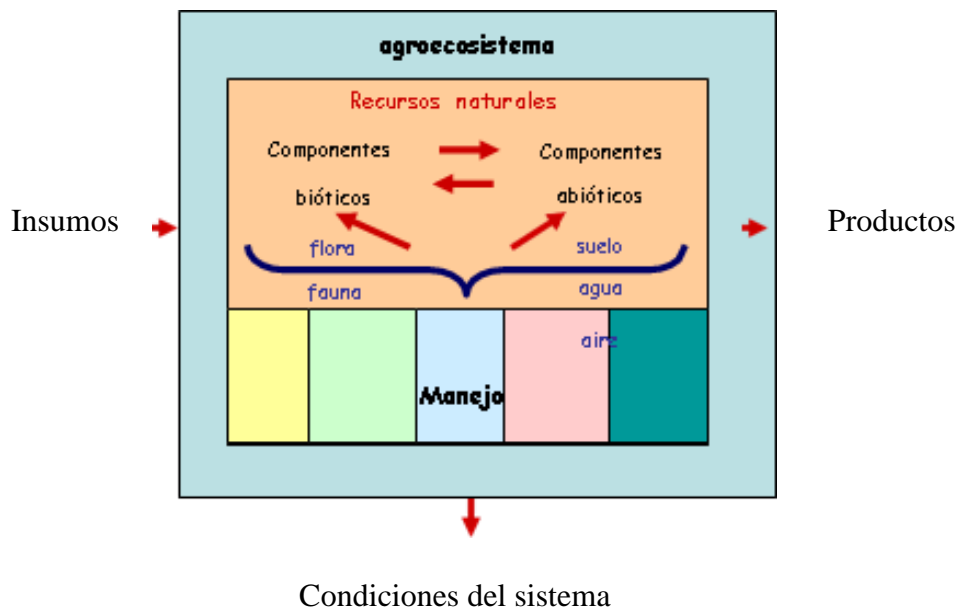 agroecosistema
Recursos naturales
Componentes
Componentes
bióticos
abióticos
Insumos
Productos
flora
suelo
fauna
agua
aire
Manejo
Condiciones del sistema